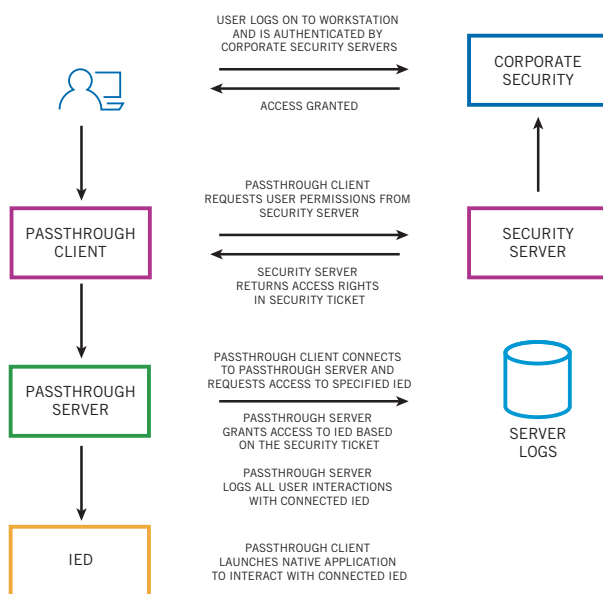 USER LOGS ON TO WORKSTATION
AND IS AUTHENTICATED BY
CORPORATE SECURITY SERVERS
CORPORATE
SECURITY
ACCESS GRANTED
PASSTHROUGH CLIENT
REQUESTS USER PERMISSIONS FROM
SECURITY SERVER
PASSTHROUGH
CLIENT
SECURITY
SERVER
SECURITY SERVER
RETURNS ACCESS RIGHTS
IN SECURITY TICKET
PASSTHROUGH CLIENT CONNECTS
TO PASSTHROUGH SERVER AND
REQUESTS ACCESS TO SPECIFIED IED
PASSTHROUGH
SERVER
PASSTHROUGH SERVER
GRANTS ACCESS TO IED BASED
ON THE SECURITY TICKET
SERVER
LOGS
PASSTHROUGH SERVER
LOGS ALL USER INTERACTIONS
WITH CONNECTED IED
IED
PASSTHROUGH CLIENT
LAUNCHES NATIVE APPLICATION
TO INTERACT WITH CONNECTED IED